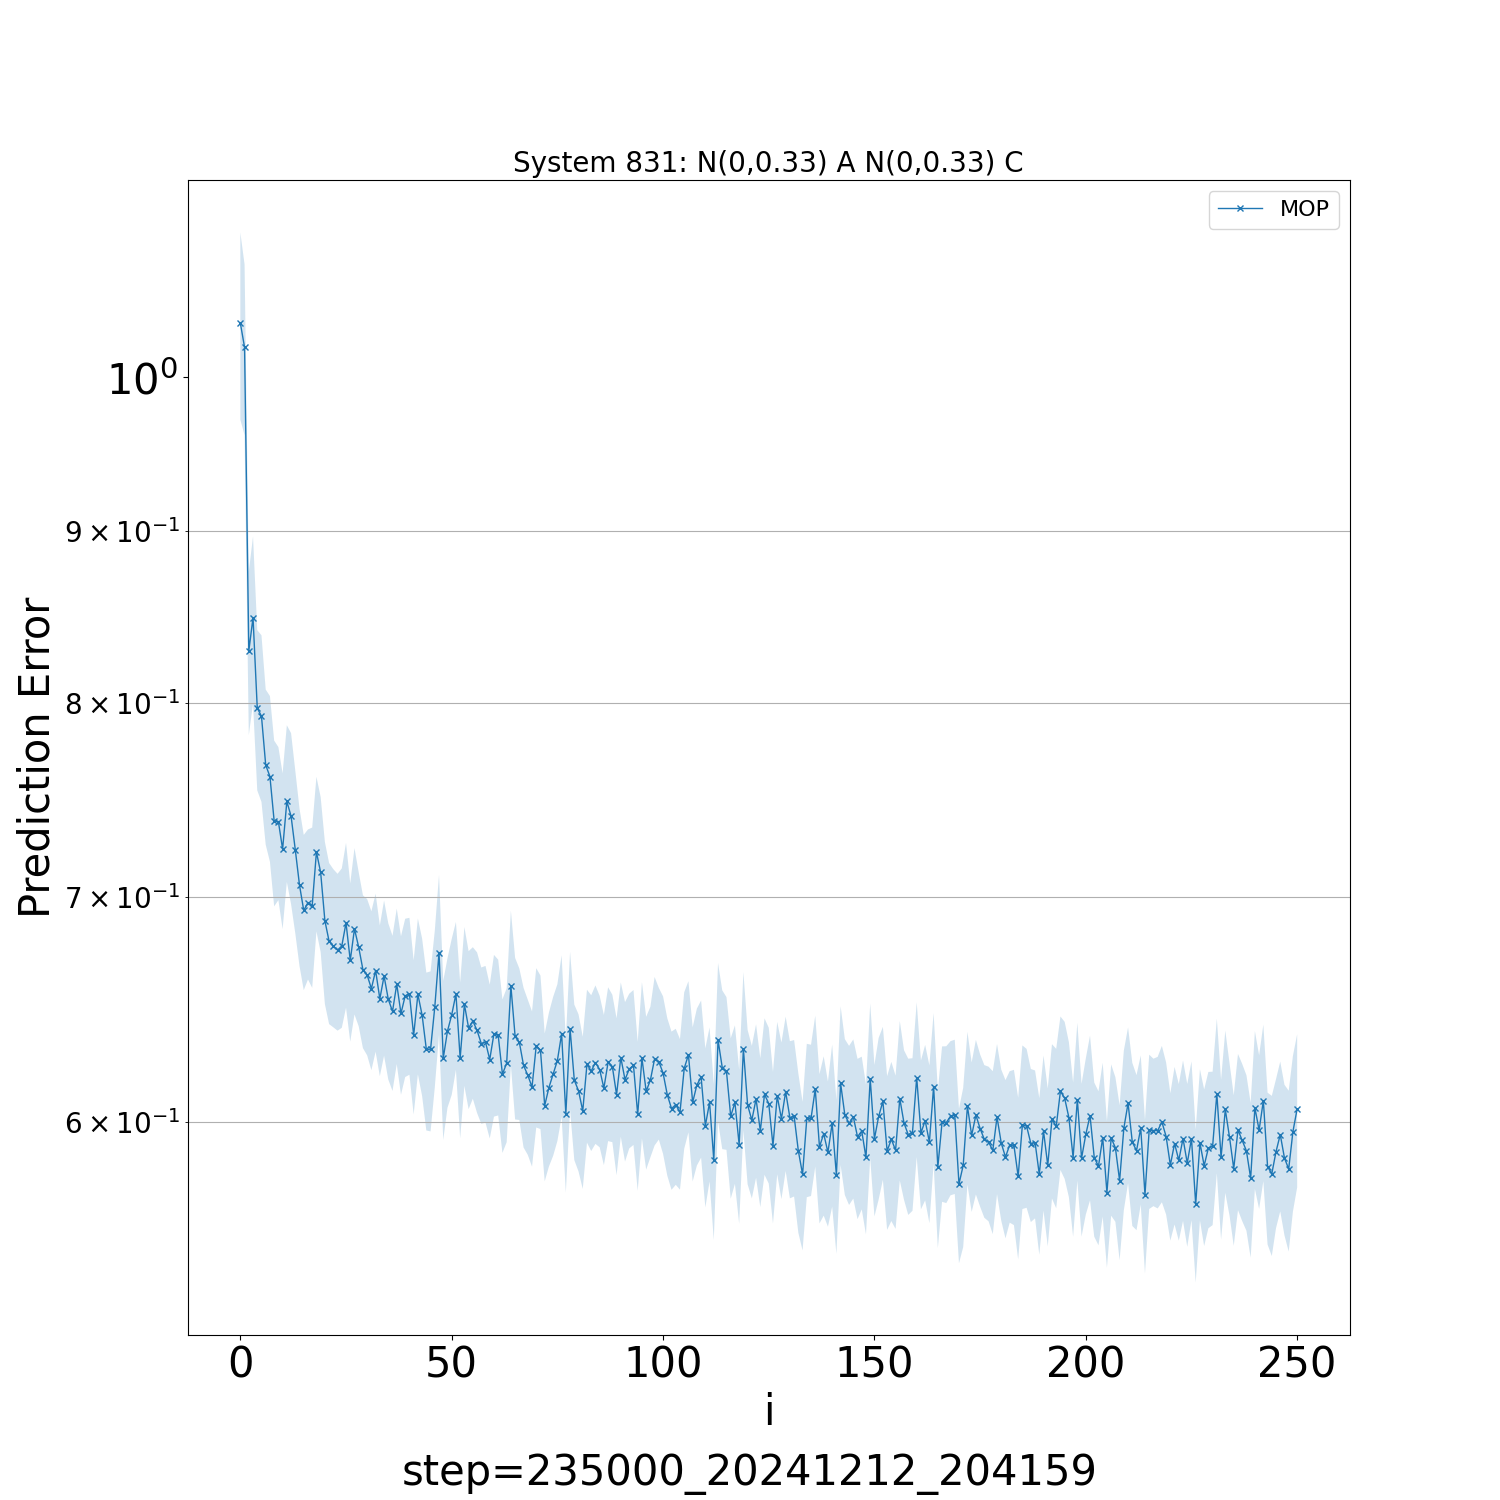 System 831: N(0,0.33) A N(0,0.33) C
MOP
10⁰
9 × 10⁻¹
8 × 10⁻¹
7 × 10⁻¹
6 × 10⁻¹
Prediction Error
0 50 100 150 200 250
i
step=235000_20241212_204159